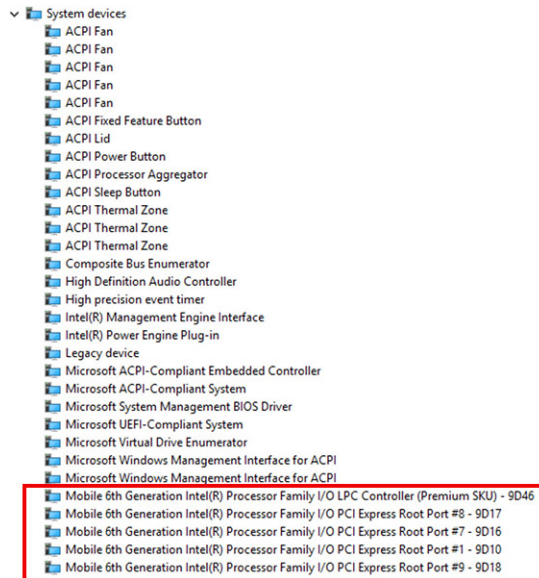 System devices
ACPI Fan
ACPI Fan
ACPI Fan
ACPI Fan
ACPI Fan
ACPI Fixed Feature Button
ACPI Lid
ACPI Power Button
ACPI Processor Aggregator
ACPI Sleep Button
ACPI Thermal Zone
ACPI Thermal Zone
ACPI Thermal Zone
Composite Bus Enumerator
High Definition Audio Controller
High precision event timer
Intel(R) Management Engine Interface
Intel(R) Power Engine Plug-in
Legacy device
Microsoft ACPI-Compliant Embedded Controller
Microsoft ACPI-Compliant System
Microsoft System Management BIOS Driver
Microsoft UEFI-Compliant System
Microsoft Virtual Drive Enumerator
Microsoft Windows Management Interface for ACPI
Microsoft Windows Management Interface for ACPI
Mobile 6th Generation Intel(R) Processor Family I/O LPC Controller (Premium SKU) - 9D46
Mobile 6th Generation Intel(R) Processor Family I/O PCI Express Root Port #8 - 9D17
Mobile 6th Generation Intel(R) Processor Family I/O PCI Express Root Port #7 - 9D16
Mobile 6th Generation Intel(R) Processor Family I/O PCI Express Root Port #1 - 9D10
Mobile 6th Generation Intel(R) Processor Family I/O PCI Express Root Port #9 - 9D18